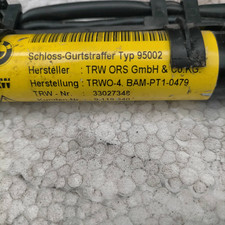 Schloss-Gurtstraffer Typ 95002
Hersteller : TRW ORS GmbH & Co.KG
Herstellung : TRWO-4. BAM-PT1-0479
TRW - Nr. : 33027346